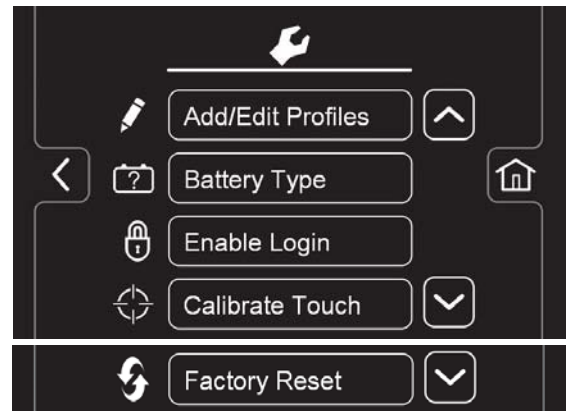 Add/Edit Profiles
?
Battery Type
Enable Login
Calibrate Touch
Factory Reset